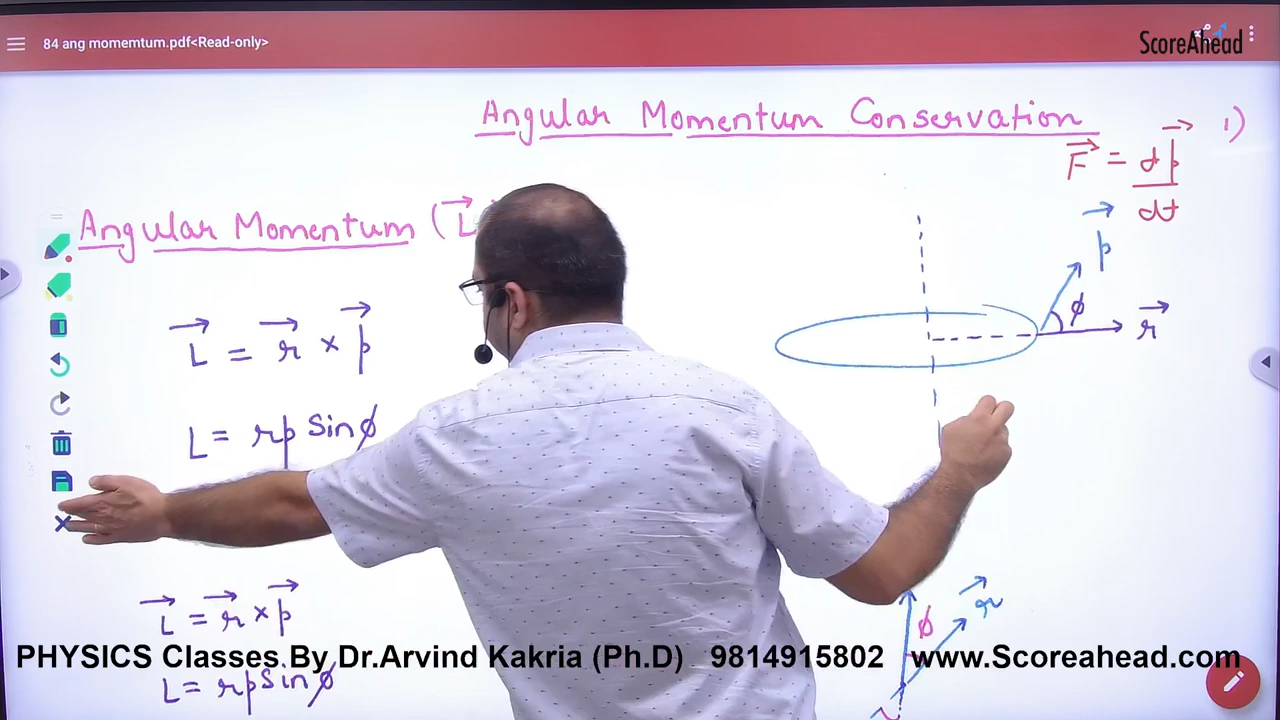 84 ang momemtum.pdf<Read-only>
ScoreAhead
Angular Momentum Conservation
1)
F = dp/dt
Angular Momentum (L
p
ϕ
r
L = r × p
L = rp Sinϕ
L = r × p
r
ϕ
PHYSICS Classes By Dr.Arvind Kakria (Ph.D) 9814915802 www.Scoreahead.com
L = rp Sinϕ